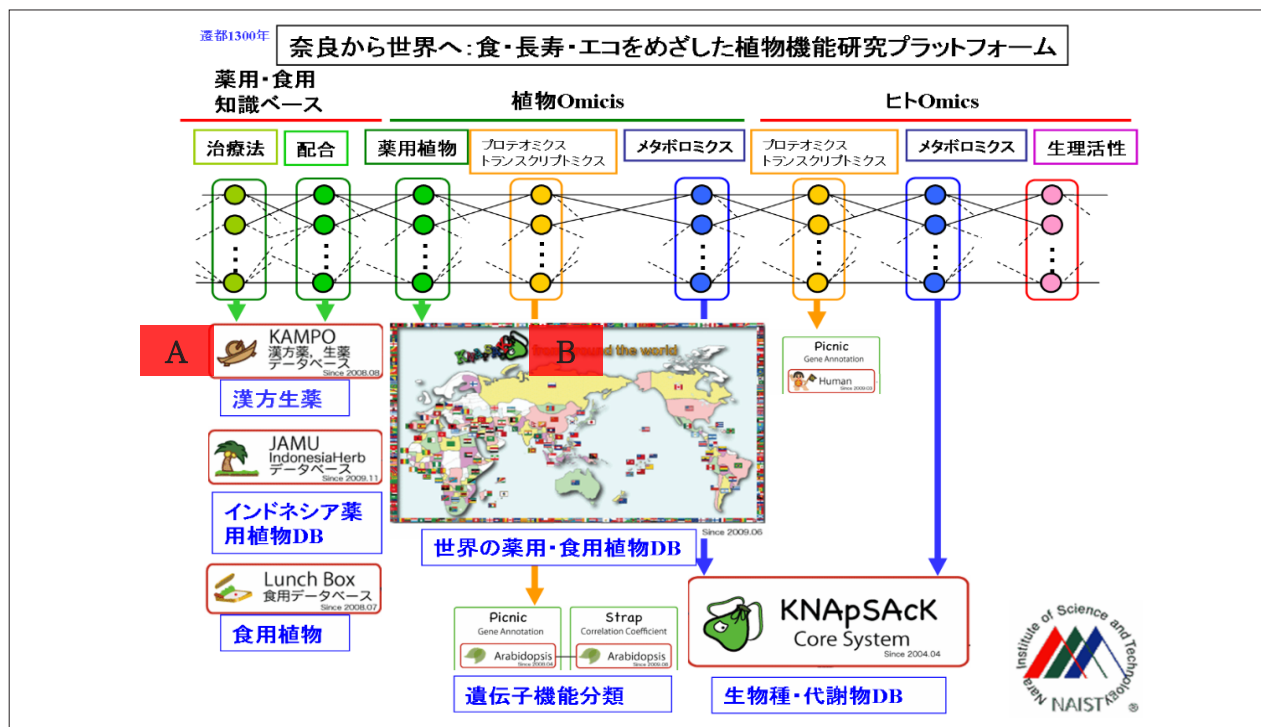 遷都1300年
奈良から世界へ：食・長寿・エコをめざした植物機能研究プラットフォーム
薬用・食用
知識ベース
植物Omicis
ヒトOmics
治療法
配合
薬用植物
プロテオミクス
トランスクリプトミクス
メタボロミクス
プロテオミクス
トランスクリプトミクス
メタボロミクス
生理活性
A
KAMPO
漢方薬，生薬
データベース
Since 2008.08
漢方生薬
B
around the world
Picnic
Gene Annotation
Human
JAMU
IndonesiaHerb
データベース
Since 2009.11
インドネシア薬
用植物DB
Since 2009.06
世界の薬用・食用植物DB
Lunch Box
食用データベース
Since 2008.07
食用植物
Picnic
Gene Annotation
Arabidopsis
Strap
Correlation Coefficient
Arabidopsis
遺伝子機能分類
KNApSAcK
Core System
Since 2004.04
生物種・代謝物DB
Nara Institute of Science and Technology
NAIST
®